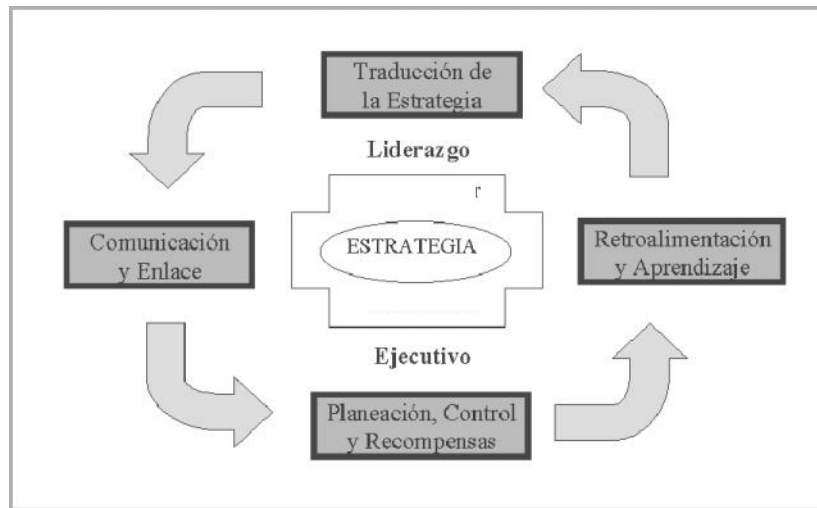 Traducción de
la Estrategia
Liderazgo
r
Comunicación
y Enlace
ESTRATEGIA
Retroalimentación
y Aprendizaje
Ejecutivo
Planeación, Control
y Recompensas